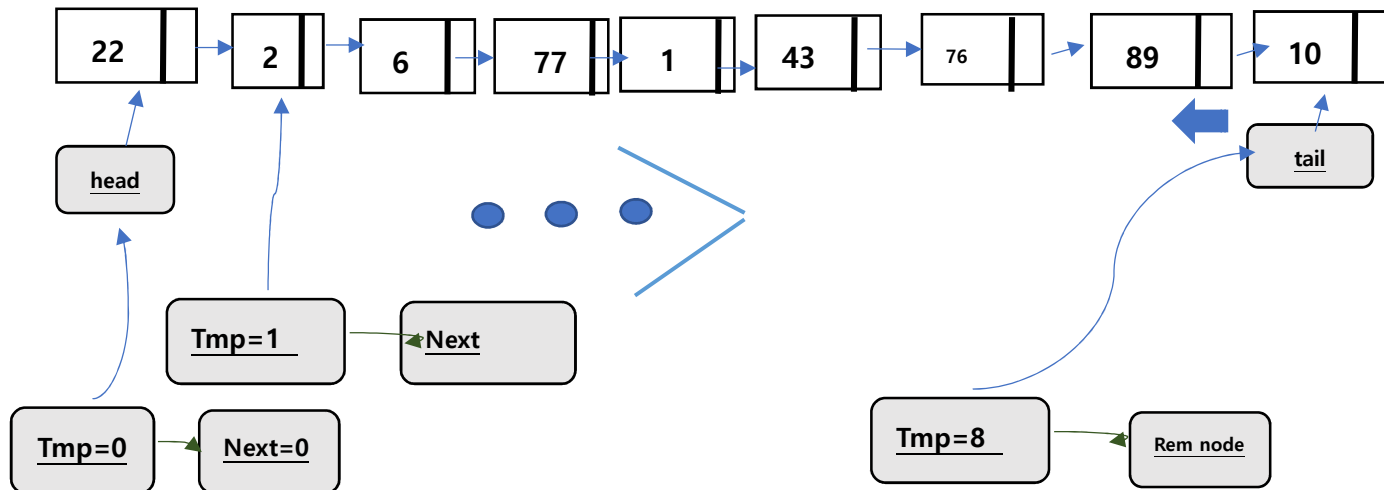 22
2
6
77
1
43
76
89
10
head
tail
Tmp=1
Next
Tmp=0
Next=0
Tmp=8
Rem node